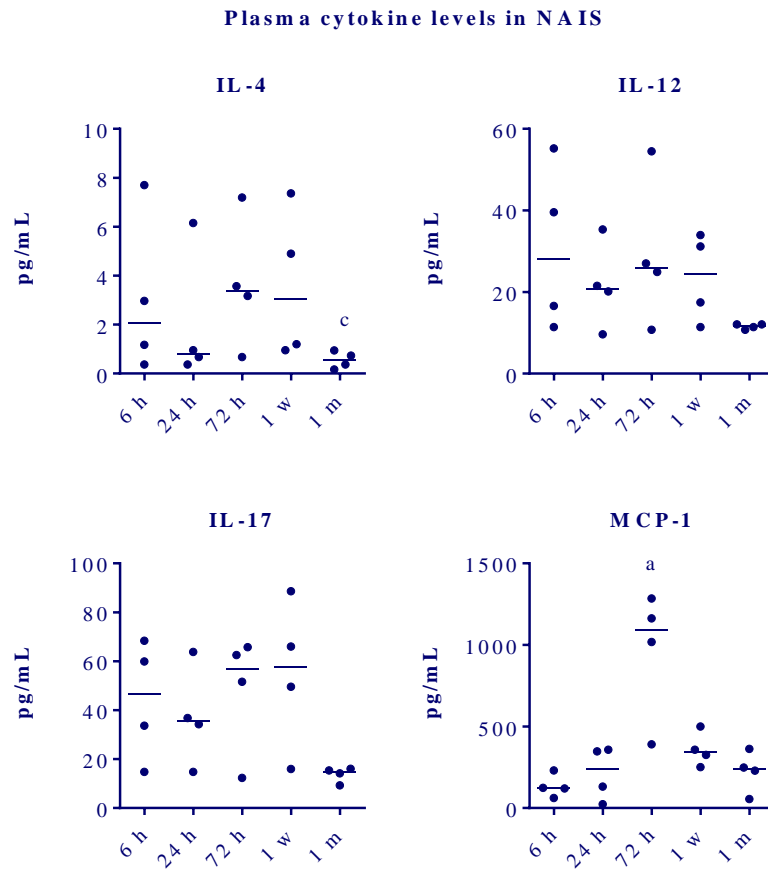 Plasma cytokine levels in NAIS
IL-4
10
8
6
4
2
0
pg/mL
c
6 h
24 h
72 h
1 w
1 m
IL-12
60
40
20
0
pg/mL
6 h
24 h
72 h
1 w
1 m
IL-17
100
80
60
40
20
0
pg/mL
6 h
24 h
72 h
1 w
1 m
MCP-1
1500
1000
500
0
pg/mL
a
6 h
24 h
72 h
1 w
1 m